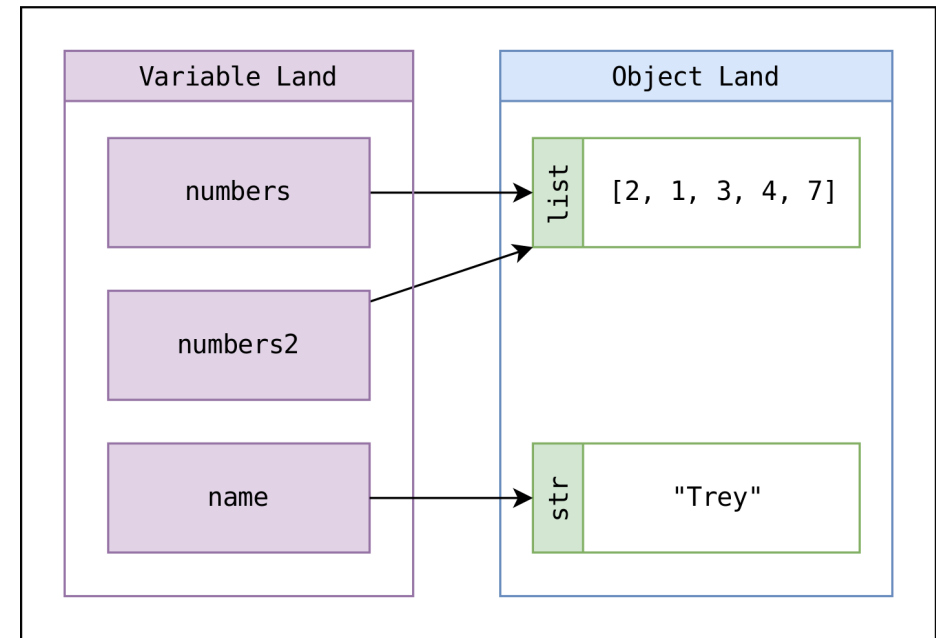 Variable Land
Object Land
numbers
list
[2, 1, 3, 4, 7]
numbers2
name
str
"Trey"